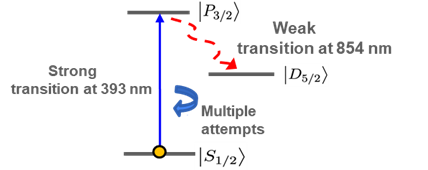 |P3/2⟩
Weak
transition at 854 nm
Strong
transition at 393 nm
|D5/2⟩
Multiple
attempts
|S1/2⟩